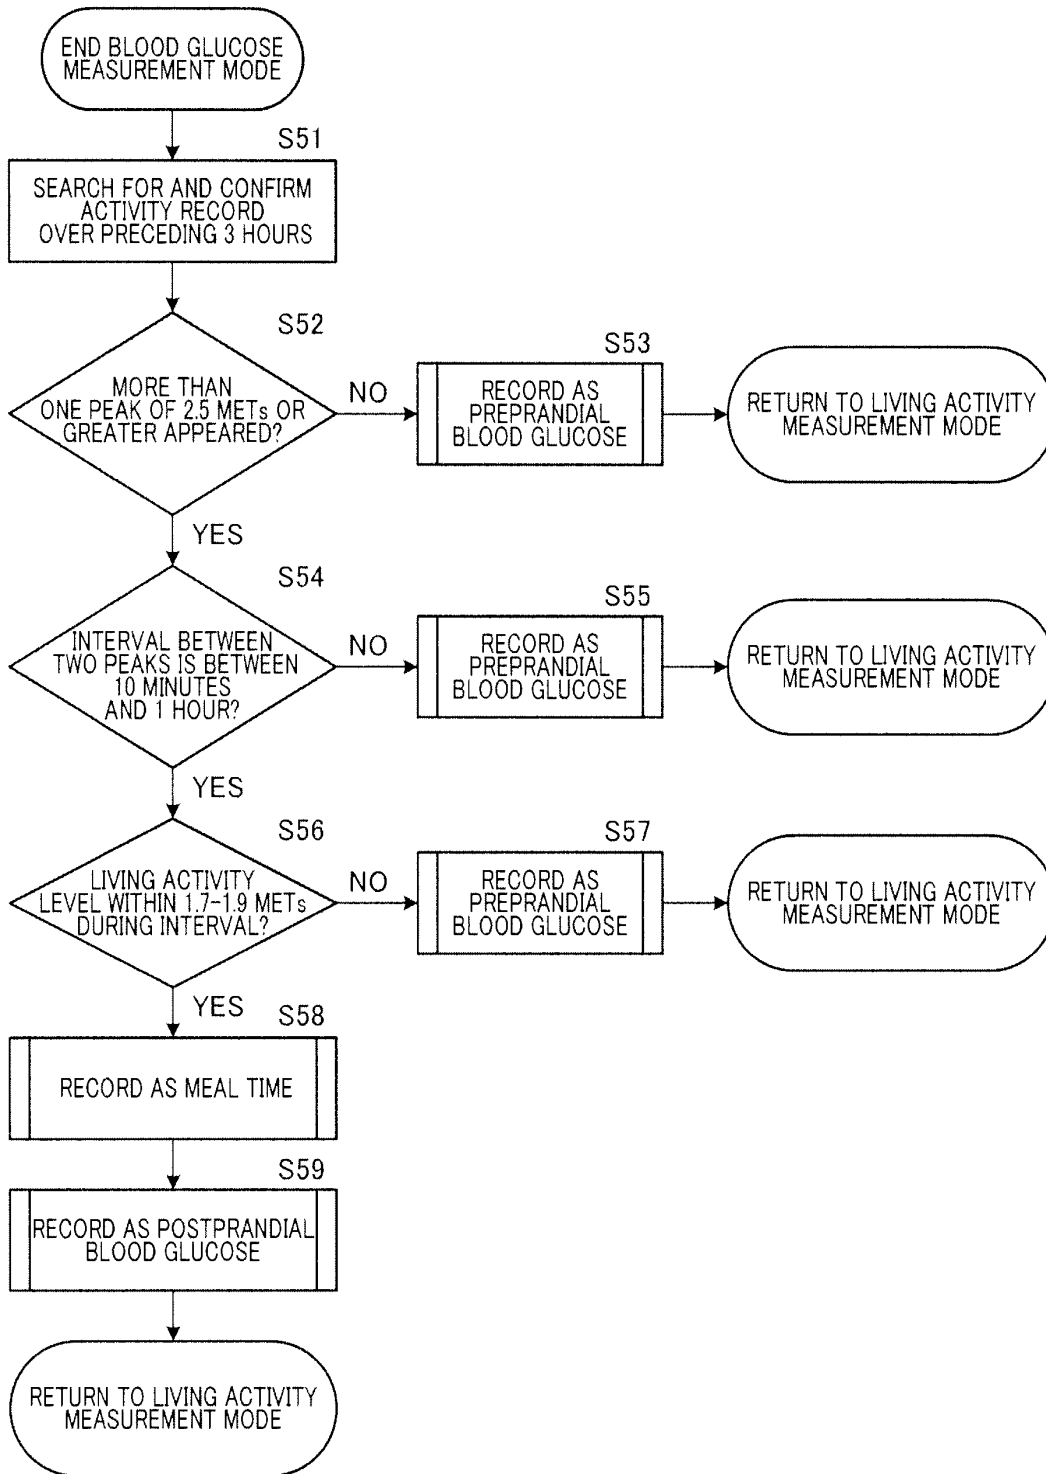 END BLOOD GLUCOSE
MEASUREMENT MODE
S51
SEARCH FOR AND CONFIRM
ACTIVITY RECORD
OVER PRECEDING 3 HOURS
S52
MORE THAN
ONE PEAK OF 2.5 METs OR
GREATER APPEARED?
NO
S53
RECORD AS
PREPRANDIAL
BLOOD GLUCOSE
RETURN TO LIVING ACTIVITY
MEASUREMENT MODE
YES
S54
INTERVAL BETWEEN
TWO PEAKS IS BETWEEN
10 MINUTES
AND 1 HOUR?
NO
S55
RECORD AS
PREPRANDIAL
BLOOD GLUCOSE
RETURN TO LIVING ACTIVITY
MEASUREMENT MODE
YES
S56
LIVING ACTIVITY
LEVEL WITHIN 1.7-1.9 METs
DURING INTERVAL?
NO
S57
RECORD AS
PREPRANDIAL
BLOOD GLUCOSE
RETURN TO LIVING ACTIVITY
MEASUREMENT MODE
YES
S58
RECORD AS MEAL TIME
S59
RECORD AS POSTPRANDIAL
BLOOD GLUCOSE
RETURN TO LIVING ACTIVITY
MEASUREMENT MODE